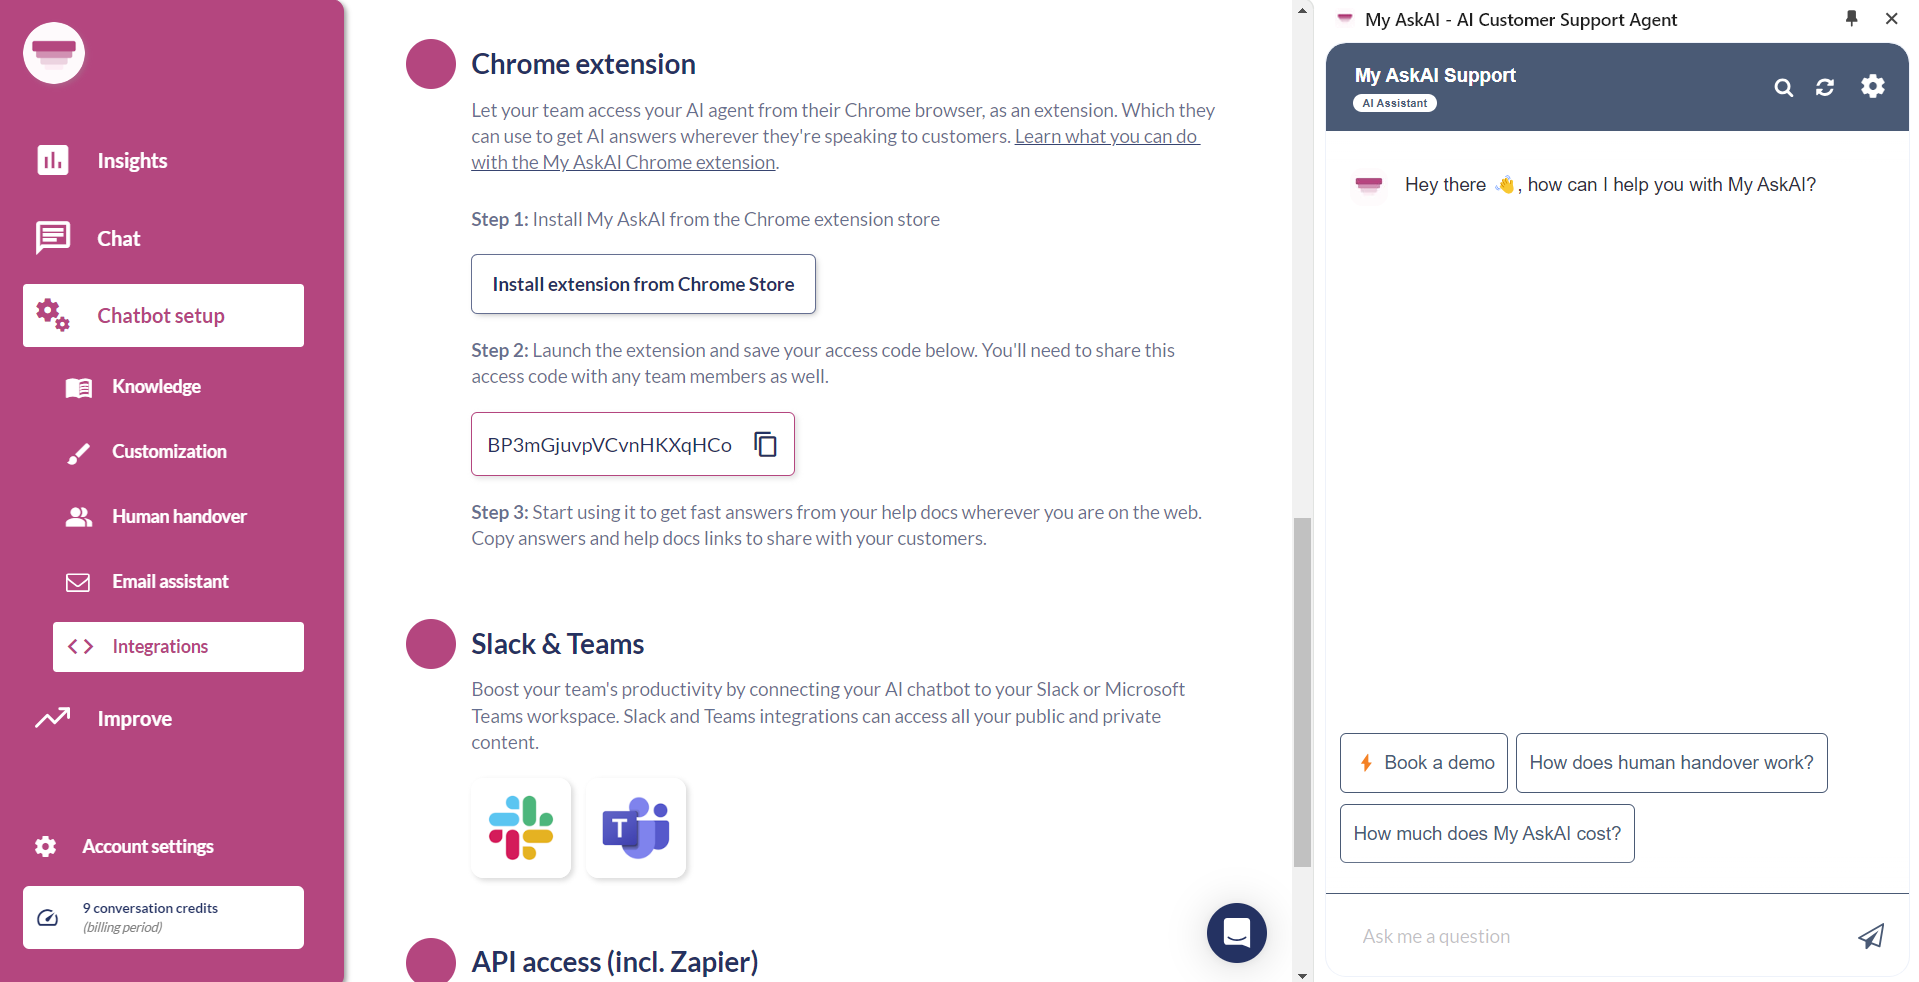 Insights
Chat
Chatbot setup
Knowledge
Customization
Human handover
Email assistant
Integrations
Improve
Account settings
9 conversation credits
(billing period)
Chrome extension
Let your team access your AI agent from their Chrome browser, as an extension. Which they
can use to get AI answers wherever they're speaking to customers. Learn what you can do
with the My AskAI Chrome extension.
Step 1: Install My AskAI from the Chrome extension store
Install extension from Chrome Store
Step 2: Launch the extension and save your access code below. You'll need to share this
access code with any team members as well.
BP3mGjuvpVCvnHKXqHCo
Step 3: Start using it to get fast answers from your help docs wherever you are on the web.
Copy answers and help docs links to share with your customers.
Slack & Teams
Boost your team's productivity by connecting your AI chatbot to your Slack or Microsoft
Teams workspace. Slack and Teams integrations can access all your public and private
content.
T
API access (incl. Zapier)
My AskAI - AI Customer Support Agent
My AskAI Support
AI Assistant
Hey there 👋, how can I help you with My AskAI?
Book a demo
How does human handover work?
How much does My AskAI cost?
Ask me a question